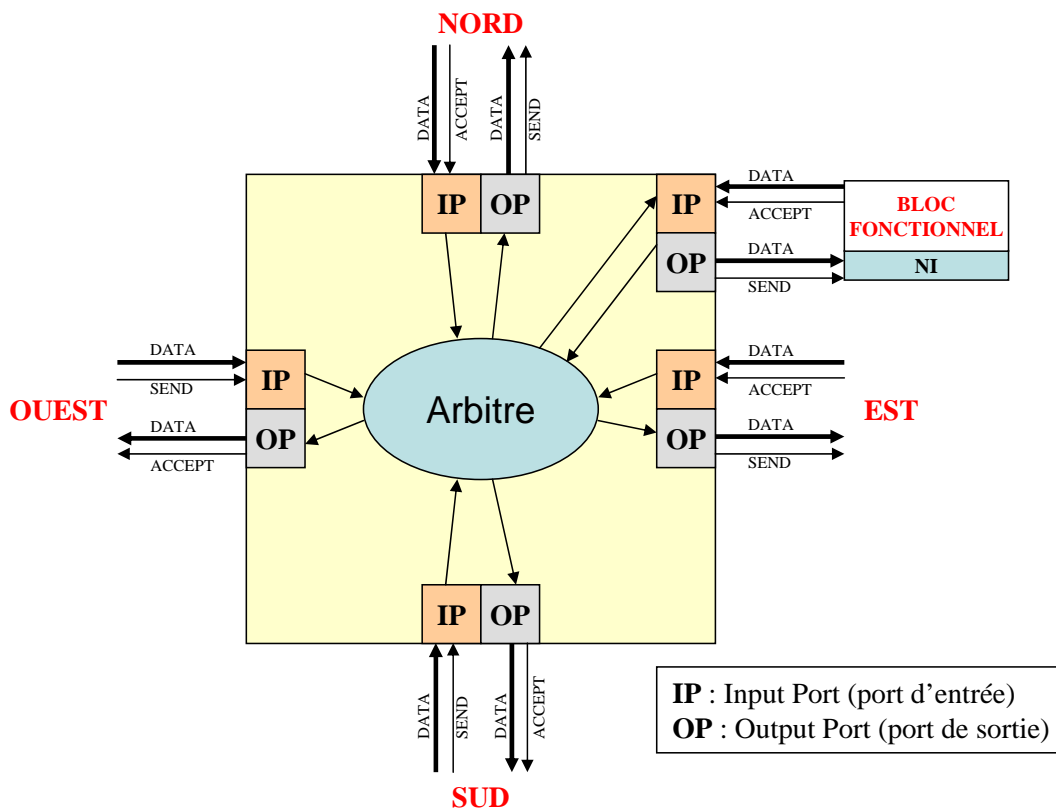 NORD
DATA
ACCEPT
DATA
SEND
IP
OP
IP
OP
DATA
ACCEPT
DATA
SEND
BLOC
FONCTIONNEL
NI
DATA
SEND
OUEST
DATA
ACCEPT
IP
OP
Arbitre
IP
OP
DATA
ACCEPT
EST
DATA
SEND
IP
OP
DATA
SEND
DATA
ACCEPT
SUD
IP : Input Port (port d’entrée)
OP : Output Port (port de sortie)